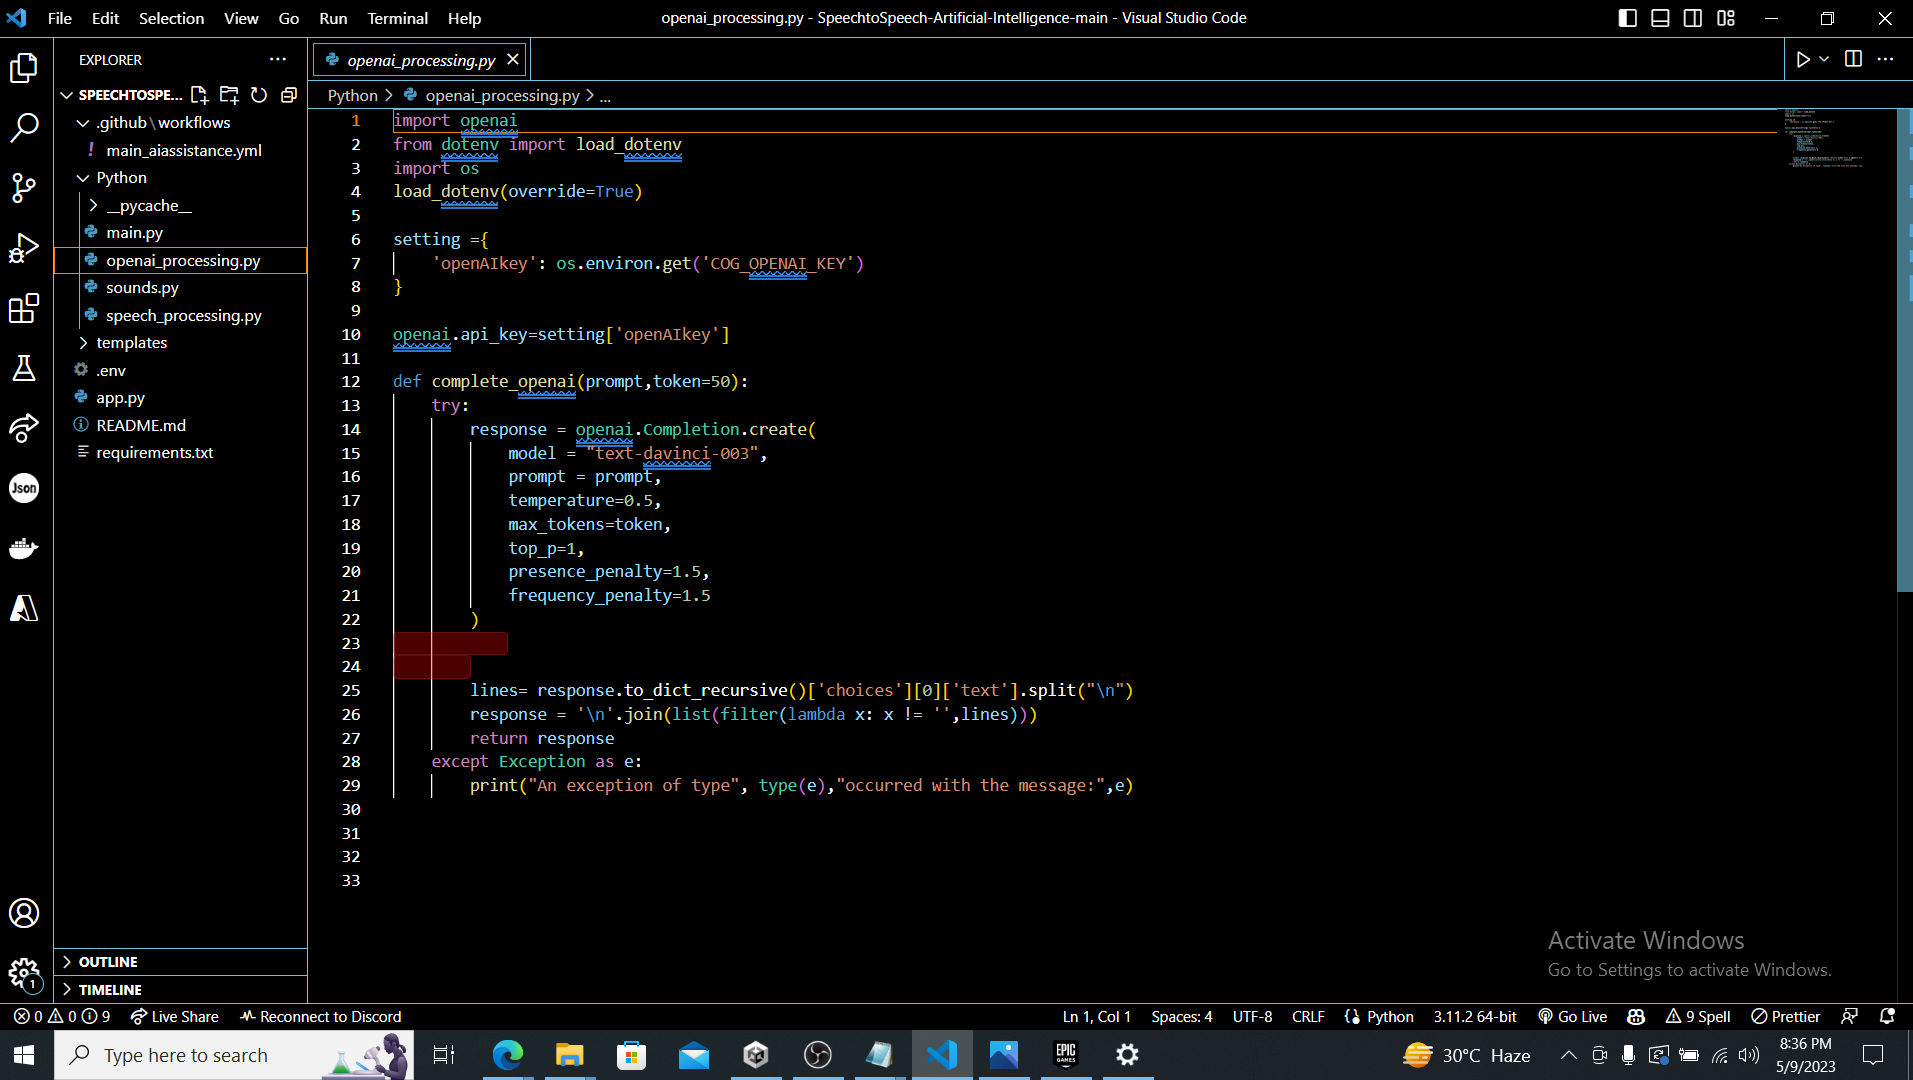 File Edit Selection View Go Run Terminal Help
openai_processing.py - SpeechtoSpeech-Artificial-Intelligence-main - Visual Studio Code
EXPLORER
SPEECHTOSPE...
.github\workflows
! main_aiassistance.yml
Python
__pycache__
main.py
openai_processing.py
sounds.py
speech_processing.py
templates
.env
app.py
README.md
requirements.txt
Json
1
OUTLINE
TIMELINE
openai_processing.py
Python > openai_processing.py > ...
1 import openai
2 from dotenv import load_dotenv
3 import os
4 load_dotenv(override=True)
5
6 setting ={
7 'openAIkey': os.environ.get('COG_OPENAI_KEY')
8 }
9
10 openai.api_key=setting['openAIkey']
11
12 def complete_openai(prompt,token=50):
13 try:
14 response = openai.Completion.create(
15 model = "text-davinci-003",
16 prompt = prompt,
17 temperature=0.5,
18 max_tokens=token,
19 top_p=1,
20 presence_penalty=1.5,
21 frequency_penalty=1.5
22 )
23
24
25 lines= response.to_dict_recursive()['choices'][0]['text'].split("\n")
26 response = '\n'.join(list(filter(lambda x: x != '',lines)))
27 return response
28 except Exception as e:
29 print("An exception of type", type(e),"occurred with the message:",e)
30
31
32
33
Activate Windows
Go to Settings to activate Windows.
0 0 9 Live Share Reconnect to Discord
Ln 1, Col 1 Spaces: 4 UTF-8 CRLF Python 3.11.2 64-bit Go Live 9 Spell Prettier
Type here to search
EPIC GAMES
30°C Haze
8:36 PM
5/9/2023